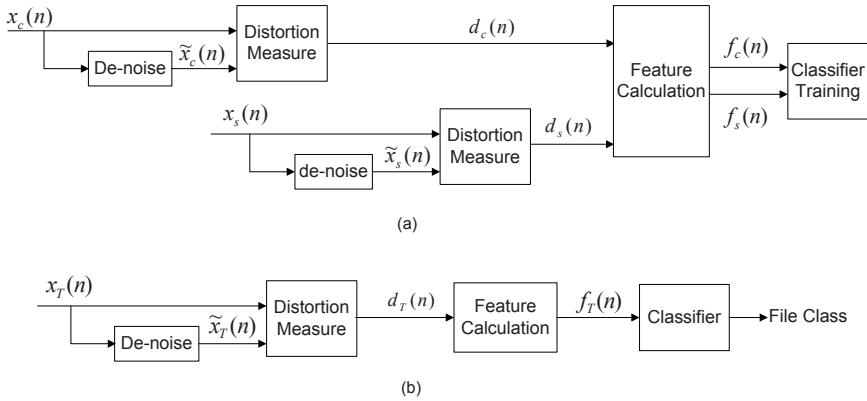 x_c(n)
De-noise
x̃_c(n)
Distortion
Measure
d_c(n)
Feature
Calculation
f_c(n)
f_s(n)
Classifier
Training
x_s(n)
de-noise
x̃_s(n)
Distortion
Measure
d_s(n)
(a)
x_T(n)
De-noise
x̃_T(n)
Distortion
Measure
d_T(n)
Feature
Calculation
f_T(n)
Classifier
File Class
(b)